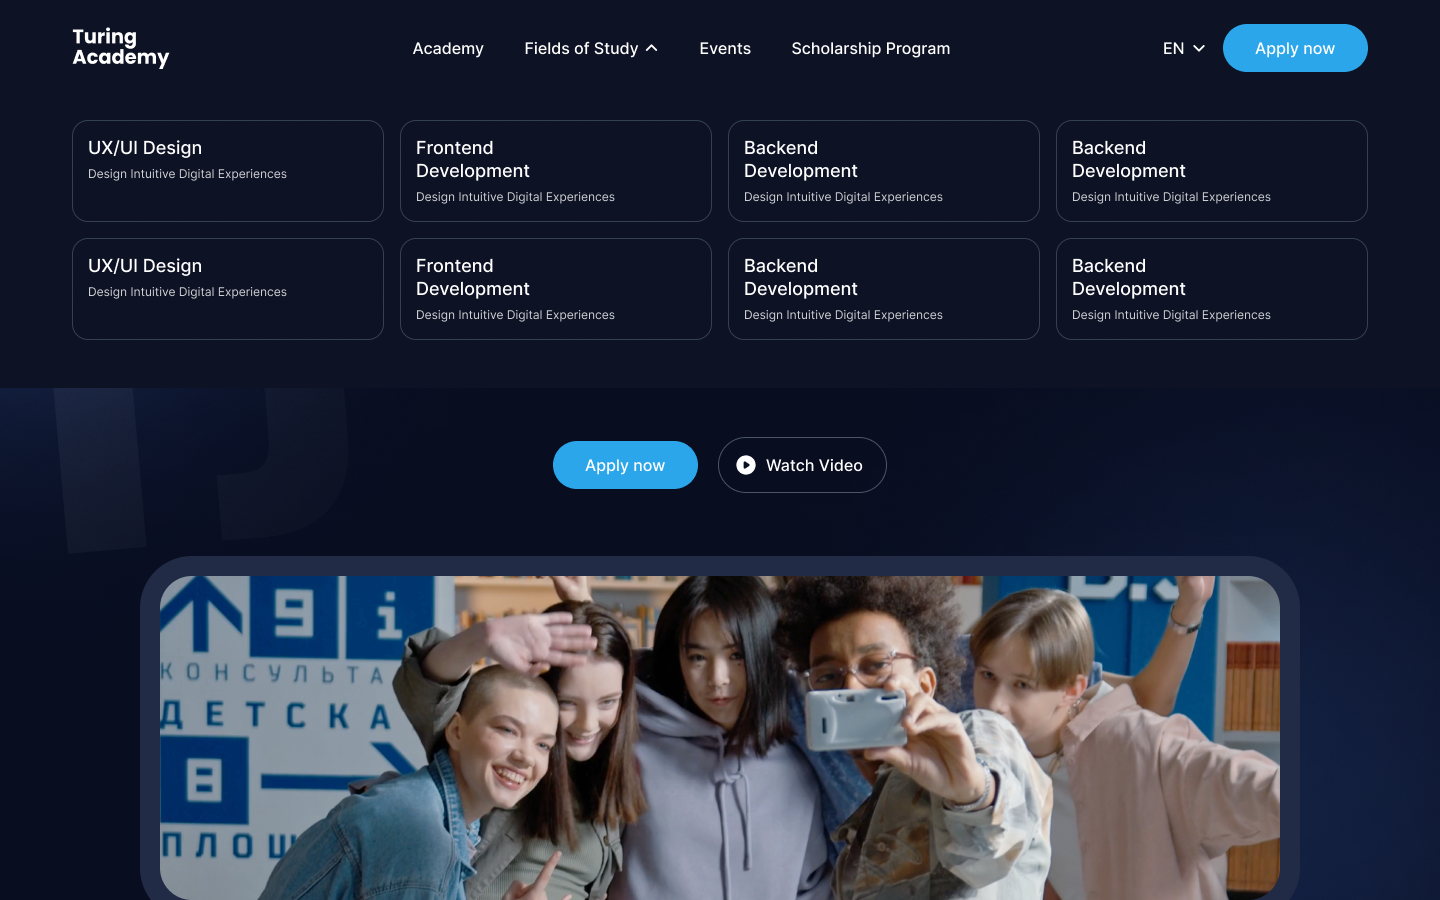 Turing
Academy
Academy
Fields of Study
Events
Scholarship Program
EN
Apply now
UX/UI Design
Design Intuitive Digital Experiences
Frontend
Development
Design Intuitive Digital Experiences
Backend
Development
Design Intuitive Digital Experiences
Backend
Development
Design Intuitive Digital Experiences
UX/UI Design
Design Intuitive Digital Experiences
Frontend
Development
Design Intuitive Digital Experiences
Backend
Development
Design Intuitive Digital Experiences
Backend
Development
Design Intuitive Digital Experiences
Apply now
Watch Video
9 i
КОНСУЛЬТА
ДЕТСКА
8
ПЛОЩ